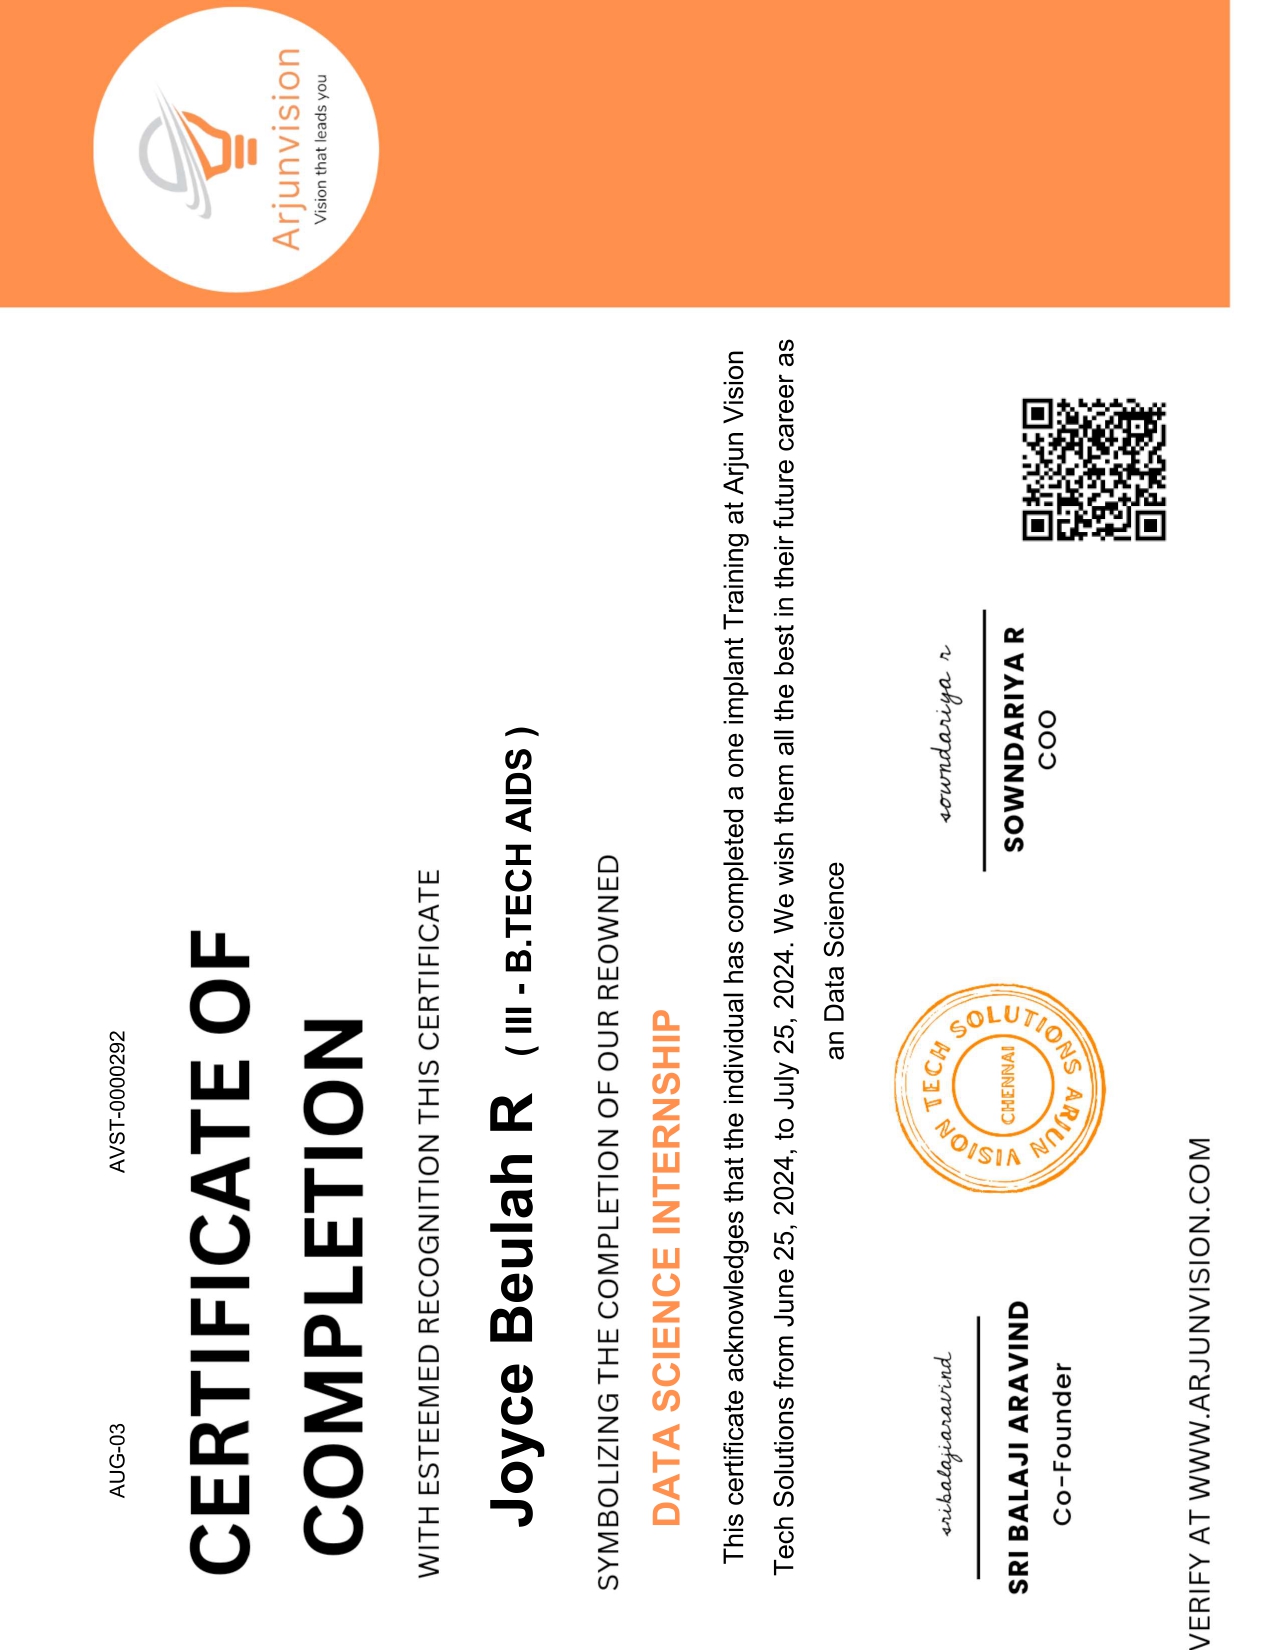 AUG-03 AVST-0000292
CERTIFICATE OF
COMPLETION
Arjunvision
Vision that leads you
WITH ESTEEMED RECOGNITION THIS CERTIFICATE
Joyce Beulah R ( III - B.TECH AIDS )
SYMBOLIZING THE COMPLETION OF OUR REOWNED
DATA SCIENCE INTERNSHIP
This certificate acknowledges that the individual has completed a one implant Training at Arjun Vision
Tech Solutions from June 25, 2024, to July 25, 2024. We wish them all the best in their future career as
an Data Science
sribalajiaravind
SRI BALAJI ARAVIND
Co-Founder
ARJUN VISION TECH SOLUTIONS
CHENNAI
sowndariya r
SOWNDARIYA R
COO
VERIFY AT WWW.ARJUNVISION.COM